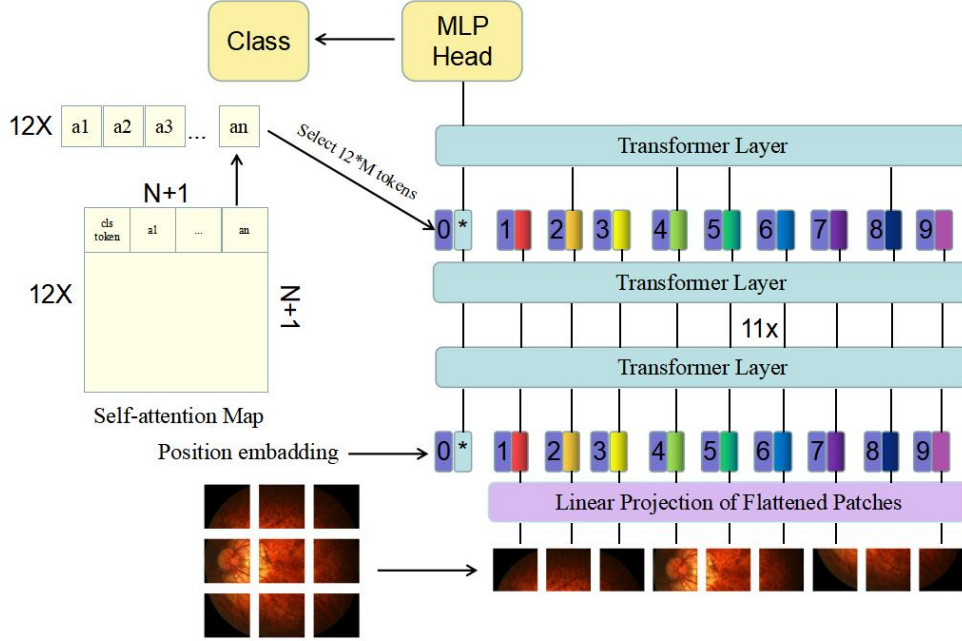 Class
MLP
Head
12X
a1 a2 a3 ... an
Select 12*M tokens
Transformer Layer
N+1
cls
token
a1 ... an
12X
N+1
Self-attention Map
0 * 1 2 3 4 5 6 7 8 9
Transformer Layer
11x
Transformer Layer
Position embedding
0 * 1 2 3 4 5 6 7 8 9
Linear Projection of Flattened Patches